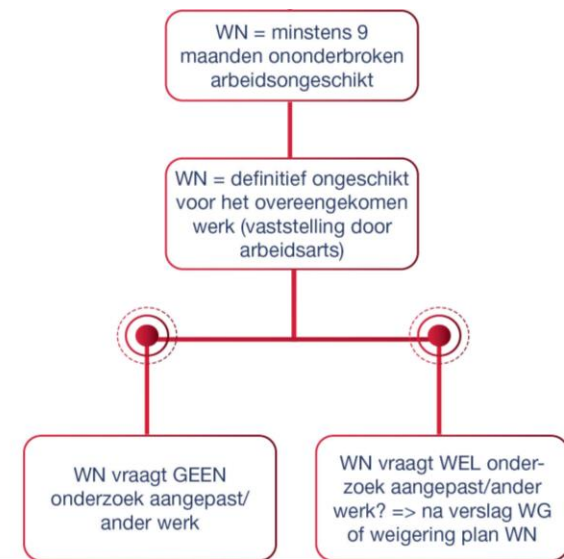 WN = minstens 9
maanden ononderbroken
arbeidsongeschikt
WN = definitief ongeschikt
voor het overeengekomen
werk (vaststelling door
arbeidsarts)
WN vraagt GEEN
onderzoek aangepast/
ander werk
WN vraagt WEL onder-
zoek aangepast/ander
werk? => na verslag WG
of weigering plan WN